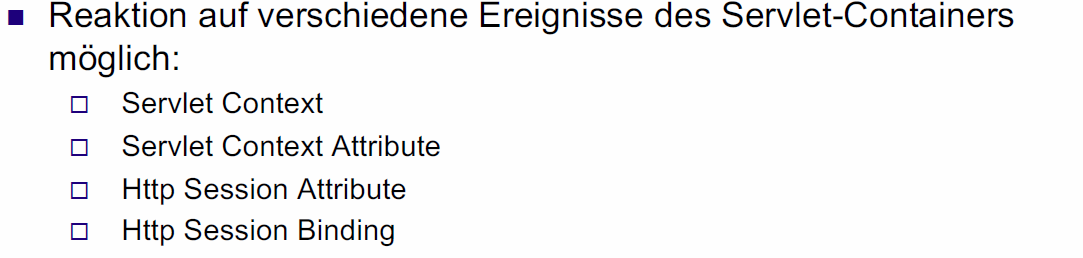 Reaktion auf verschiedene Ereignisse des Servlet-Containers
möglich:
Servlet Context
Servlet Context Attribute
Http Session Attribute
Http Session Binding